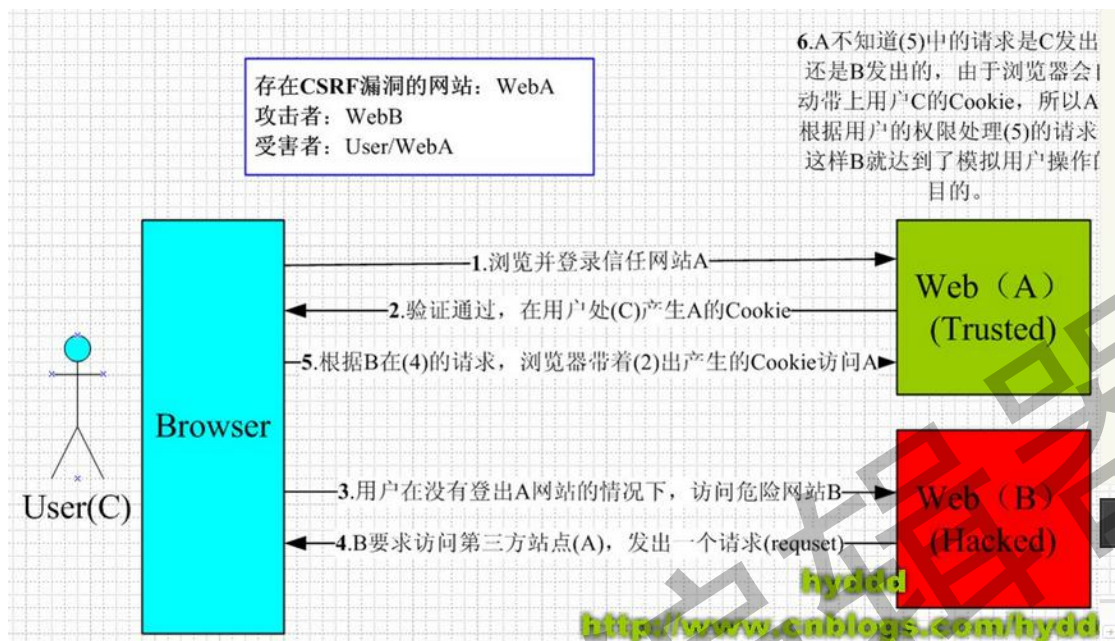 存在CSRF漏洞的网站：WebA
攻击者：WebB
受害者：User/WebA
6.A不知道(5)中的请求是C发出
还是B发出的，由于浏览器会
动带上用户C的Cookie，所以A
根据用户的权限处理(5)的请求
这样B就达到了模拟用户操作
目的。
1.浏览并登录信任网站A
2.验证通过，在用户处(C)产生A的Cookie
5.根据B在(4)的请求，浏览器带着(2)出产生的Cookie访问A
Web（A）
(Trusted)
Browser
User(C)
3.用户在没有登出A网站的情况下，访问危险网站B
4.B要求访问第三方站点(A)，发出一个请求(requset)
Web（B）
(Hacked)
hyddd
http://www.cnblogs.com/hydd